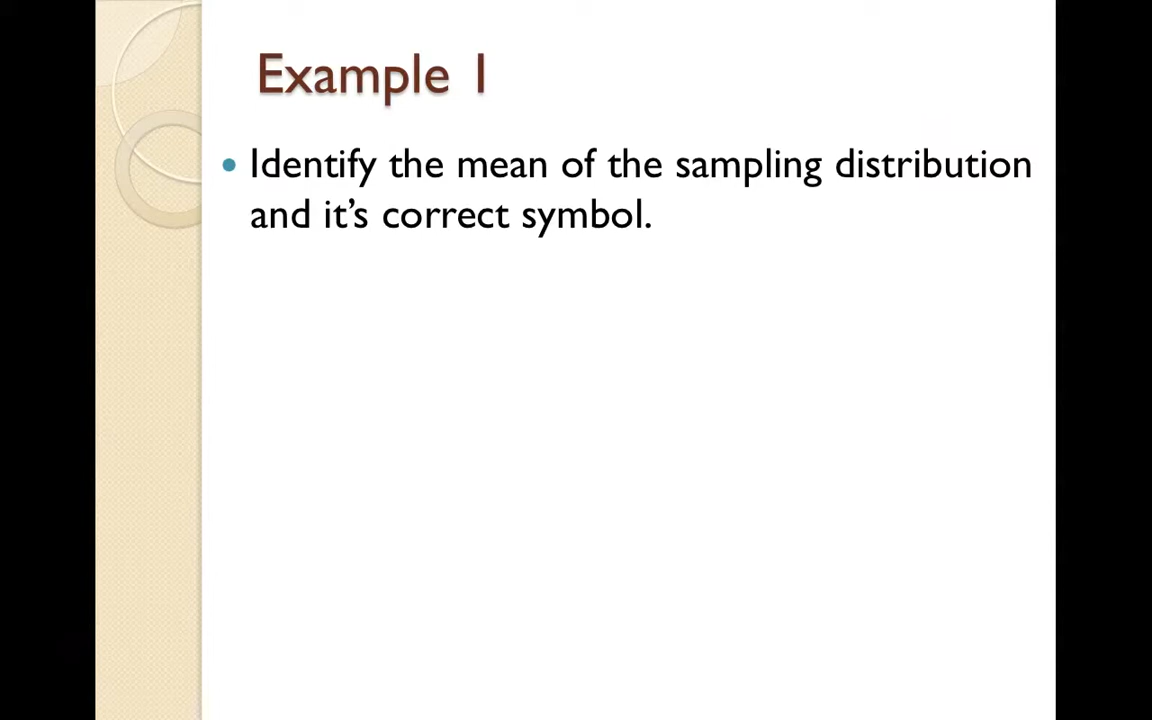 Example 1
• Identify the mean of the sampling distribution
and it’s correct symbol.